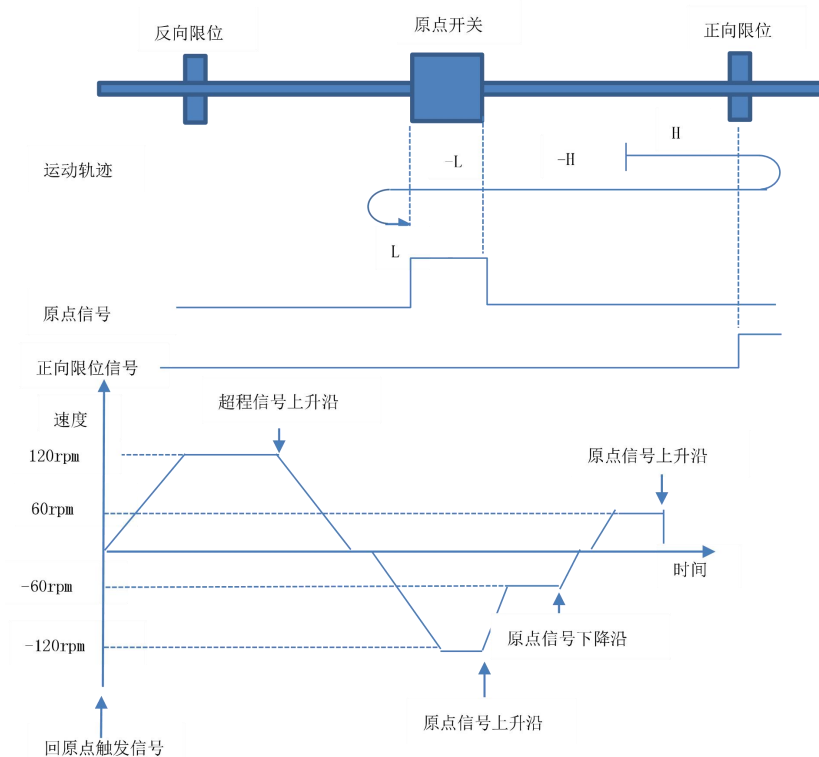 反向限位
原点开关
正向限位
H
-L
-H
运动轨迹
L
原点信号
正向限位信号
超程信号上升沿
速度
120rpm
原点信号上升沿
60rpm
时间
-60rpm
原点信号下降沿
-120rpm
原点信号上升沿
回原点触发信号